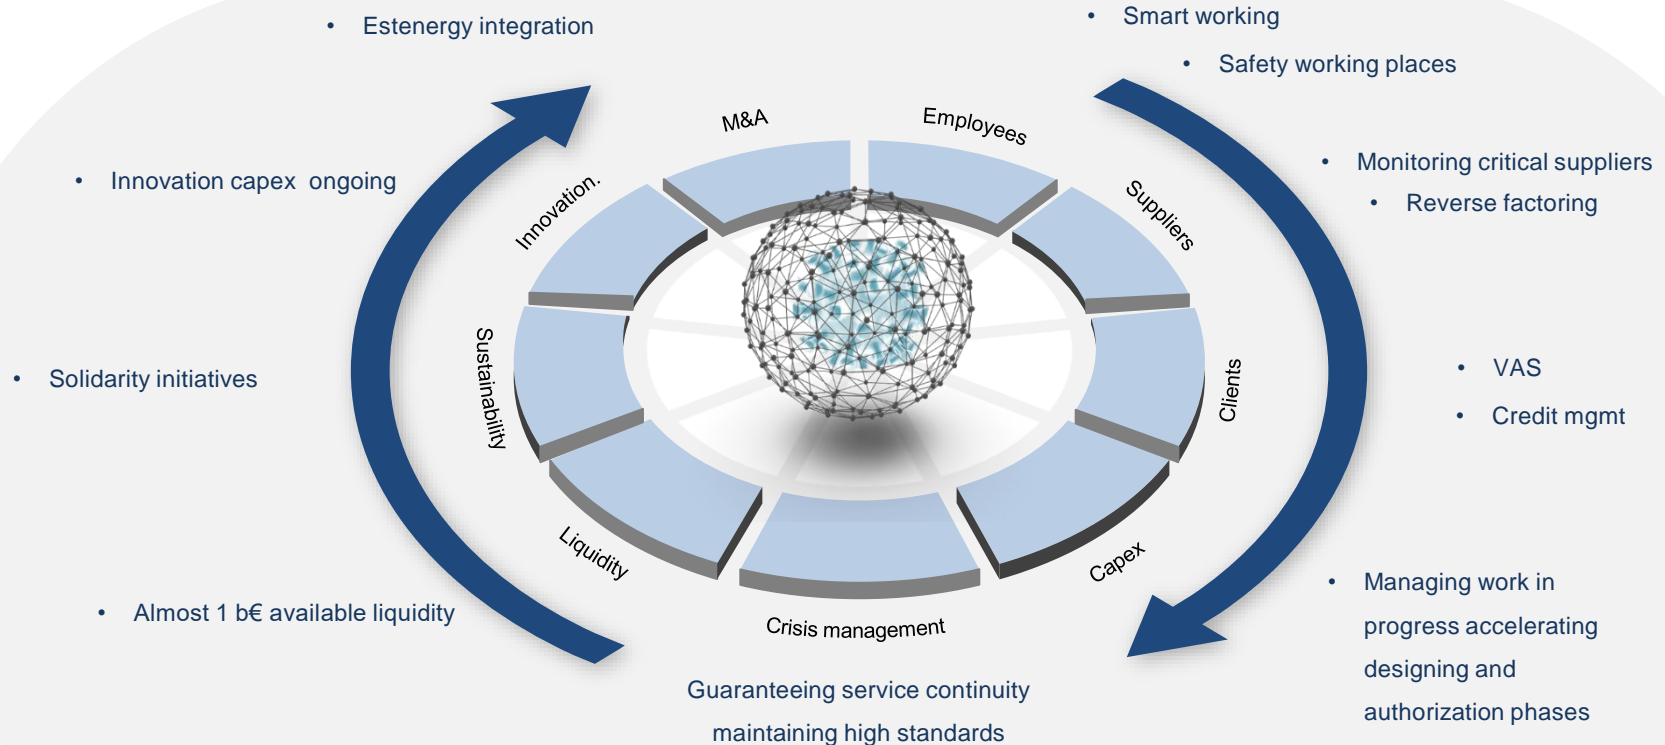 • Estenergy integration
• Smart working
• Safety working places
M&A
Employees
• Innovation capex ongoing
Innovation.
Suppliers
• Monitoring critical suppliers
• Reverse factoring
• Solidarity initiatives
Sustainability
Clients
• VAS
• Credit mgmt
• Almost 1 b€ available liquidity
Liquidity
Crisis management
Capex
Guaranteeing service continuity
maintaining high standards
• Managing work in
progress accelerating
designing and
authorization phases